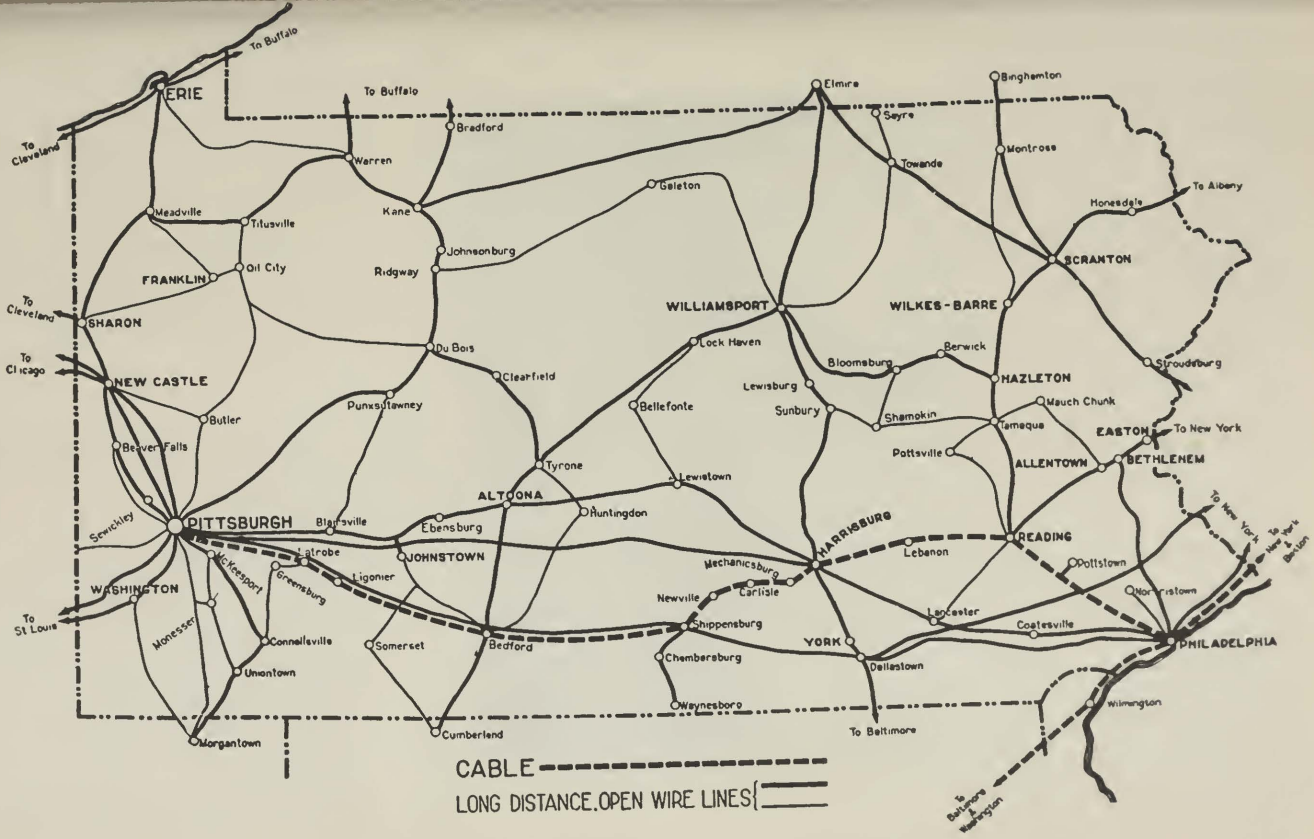 To Buffalo
ERIE
To Buffalo
Elmira
Binghamton
Bradford
Sayre
To
Cleveland
Warren
Towanda
Montrose
To Albany
Galeton
Honesdale
Meadville
Kane
Titusville
Johnsonburg
SCRANTON
FRANKLIN
Oil City
Ridgway
To
Cleveland
WILLIAMSPORT
WILKES-BARRE
SHARON
Du Bois
Lock Haven
Berwick
To
Chicago
Bloomsburg
Stroudsburg
NEW CASTLE
Clearfield
Lewisburg
HAZLETON
Punxsutawney
Bellefonte
Sunbury
Mauch Chunk
Butler
Shamokin
Tamaqua
EASTON
To New York
Beaver Falls
Pottsville
ALLENTOWN
BETHLEHEM
Tyrone
Lewistown
ALTOONA
Sewickley
PITTSBURGH
Blairsville
Ebensburg
Huntingdon
HARRISBURG
To New York
To
New York
&
Boston
READING
Lebanon
McKeesport
Latrobe
JOHNSTOWN
Mechanicsburg
Pottstown
WASHINGTON
Greensburg
Ligonier
Carlisle
Newville
Norristown
To
St Louis
Monessen
Lancaster
Coatesville
Connellsville
Somerset
Bedford
Shippensburg
YORK
PHILADELPHIA
Uniontown
Chambersburg
Dallastown
Waynesboro
Wilmington
Morgantown
Cumberland
To Baltimore
CABLE
LONG DISTANCE. OPEN WIRE LINES
To
Baltimore
&
Washington